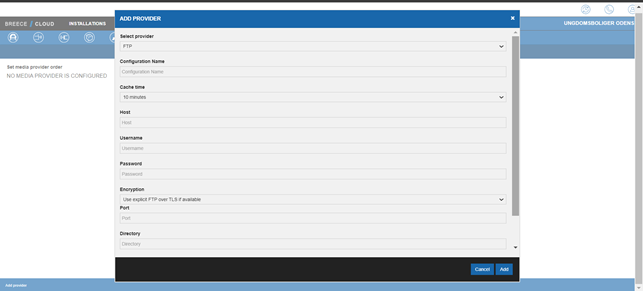 ADD PROVIDER
×
BREECE / CLOUD
INSTALLATIONS
UNGDOMSBOLIGER ODENS
Set media provider order
NO MEDIA PROVIDER IS CONFIGURED
Select provider
FTP
Configuration Name
Configuration Name
Cache time
10 minutes
Host
Host
Username
Username
Password
Password
Encryption
Use explicit FTP over TLS if available
Port
Port
Directory
Directory
Cancel
Add
Add provider